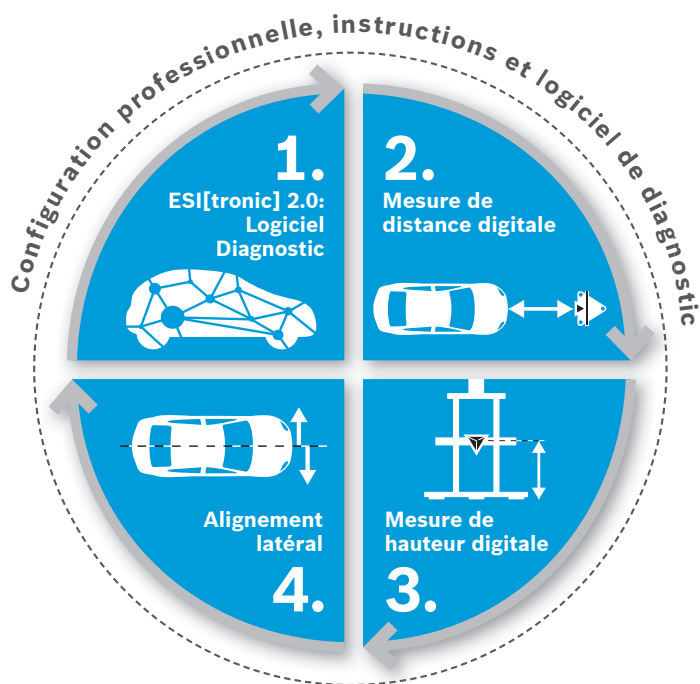 Configuration professionnelle, instructions et logiciel de diagnostic
1.
ESI[tronic] 2.0:
Logiciel
Diagnostic
2.
Mesure de
distance digitale
Mesure de
hauteur digitale
3.
Alignement
latéral
4.